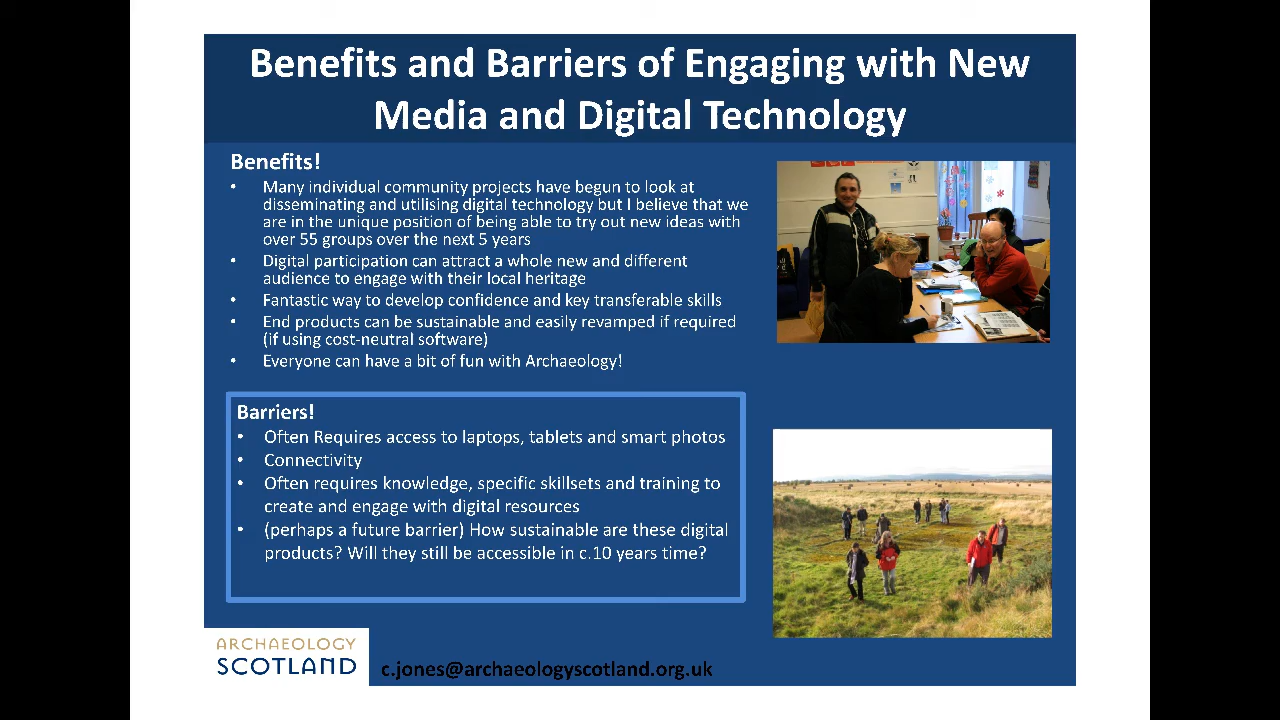 Benefits and Barriers of Engaging with New
Media and Digital Technology
Benefits!
• Many individual community projects have begun to look at
disseminating and utilising digital technology but I believe that we
are in the unique position of being able to try out new ideas with
over 55 groups over the next 5 years
• Digital participation can attract a whole new and different
audience to engage with their local heritage
• Fantastic way to develop confidence and key transferable skills
• End products can be sustainable and easily revamped if required
(if using cost-neutral software)
• Everyone can have a bit of fun with Archaeology!
Barriers!
• Often Requires access to laptops, tablets and smart photos
• Connectivity
• Often requires knowledge, specific skillsets and training to
create and engage with digital resources
• (perhaps a future barrier) How sustainable are these digital
products? Will they still be accessible in c.10 years time?
ARCHAEOLOGY
SCOTLAND
c.jones@archaeologyscotland.org.uk